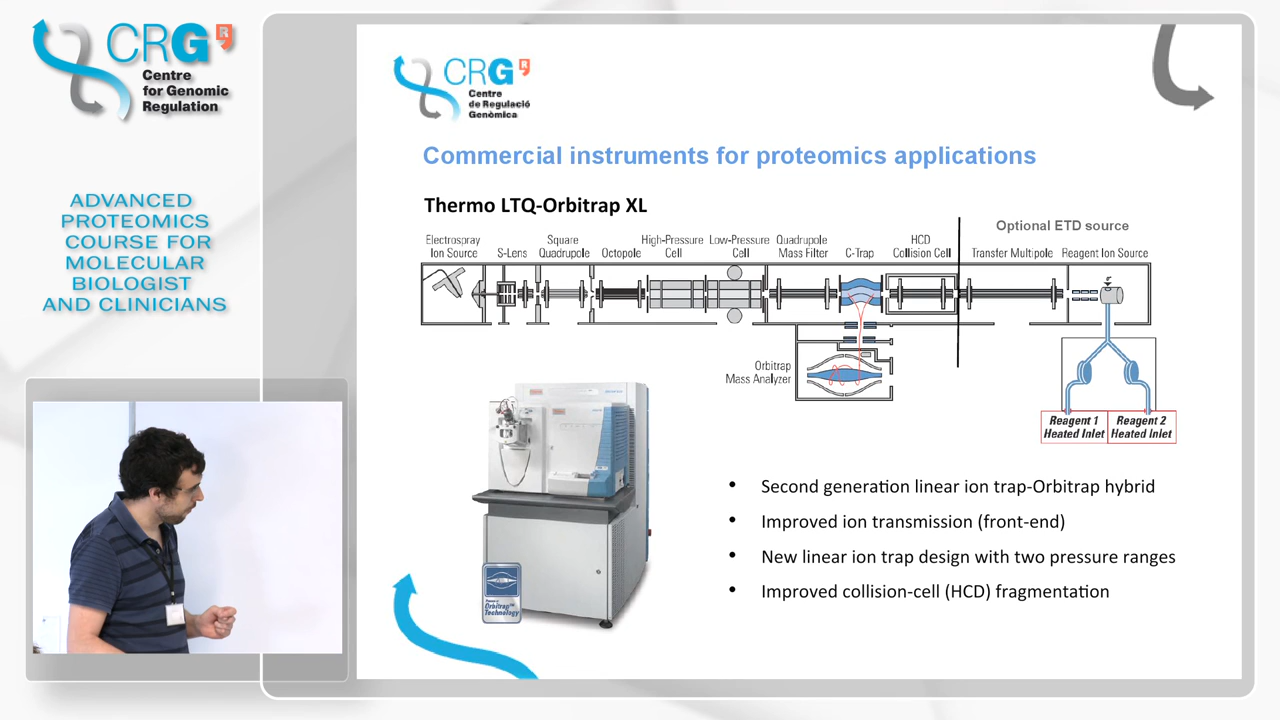 CRG
R
Centre
for Genomic
Regulation
ADVANCED
PROTEOMICS
COURSE FOR
MOLECULAR
BIOLOGIST
AND CLINICIANS
CRG
R
Centre
de Regulació
Genòmica
Commercial instruments for proteomics applications
Thermo LTQ-Orbitrap XL
Optional ETD source
Electrospray
Ion Source
S-Lens
Square
Quadrupole
Octopole
High-Pressure
Cell
Low-Pressure
Cell
Quadrupole
Mass Filter
C-Trap
HCD
Collision Cell
Transfer Multipole
Reagent Ion Source
Orbitrap
Mass Analyzer
Reagent 1
Heated Inlet
Reagent 2
Heated Inlet
Orbitrap™
Technology
• Second generation linear ion trap-Orbitrap hybrid
• Improved ion transmission (front-end)
• New linear ion trap design with two pressure ranges
• Improved collision-cell (HCD) fragmentation